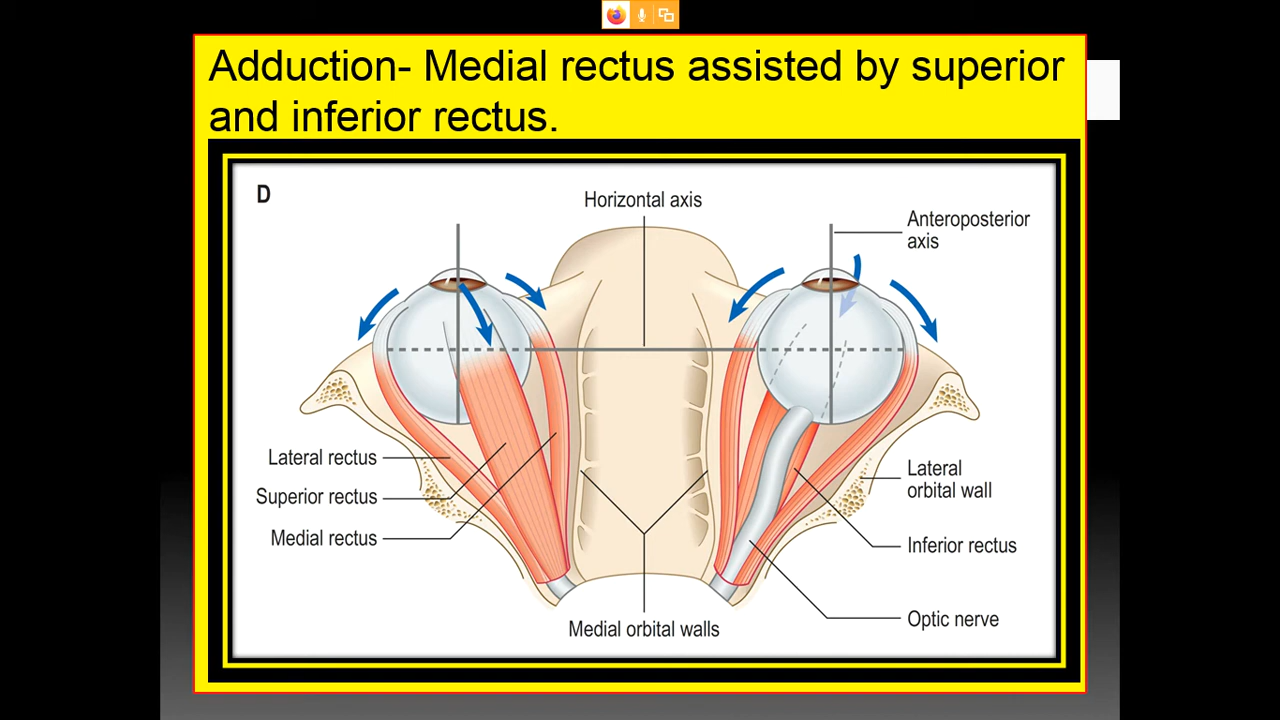 Adduction- Medial rectus assisted by superior
and inferior rectus.
D
Horizontal axis
Anteroposterior
axis
Lateral rectus
Superior rectus
Medial rectus
Lateral
orbital wall
Inferior rectus
Optic nerve
Medial orbital walls